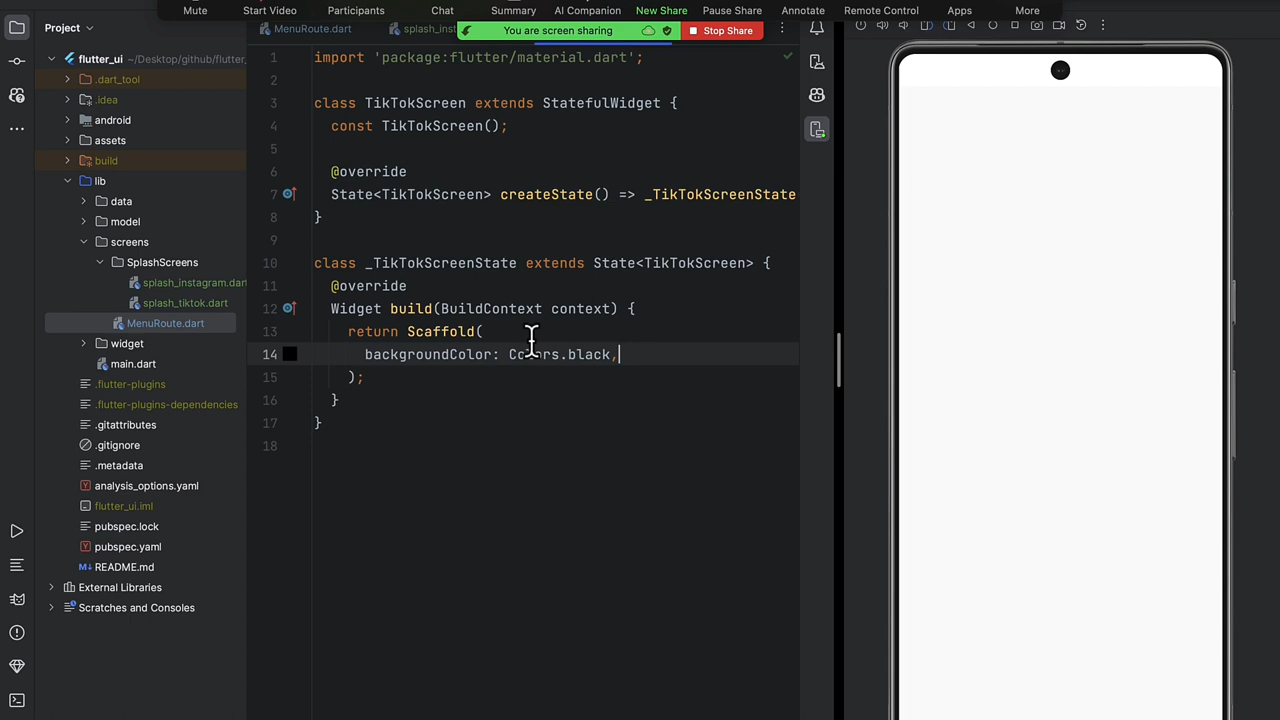 Mute Start Video Participants Chat Summary AI Companion New Share Pause Share Annotate Remote Control Apps More
You are screen sharing Stop Share
Project
MenuRoute.dart splash_inst
flutter_ui ~/Desktop/github/flutter_
.dart_tool
.idea
android
assets
build
lib
data
model
screens
SplashScreens
splash_instagram.dart
splash_tiktok.dart
MenuRoute.dart
widget
main.dart
.flutter-plugins
.flutter-plugins-dependencies
.gitattributes
.gitignore
.metadata
analysis_options.yaml
flutter_ui.iml
pubspec.lock
pubspec.yaml
README.md
External Libraries
Scratches and Consoles
1 import 'package:flutter/material.dart';
2
3 class TikTokScreen extends StatefulWidget {
4 const TikTokScreen();
5
6 @override
7 State<TikTokScreen> createState() => _TikTokScreenState
8 }
9
10 class _TikTokScreenState extends State<TikTokScreen> {
11 @override
12 Widget build(BuildContext context) {
13 return Scaffold(
14 backgroundColor: Colors.black,
15 );
16 }
17 }
18